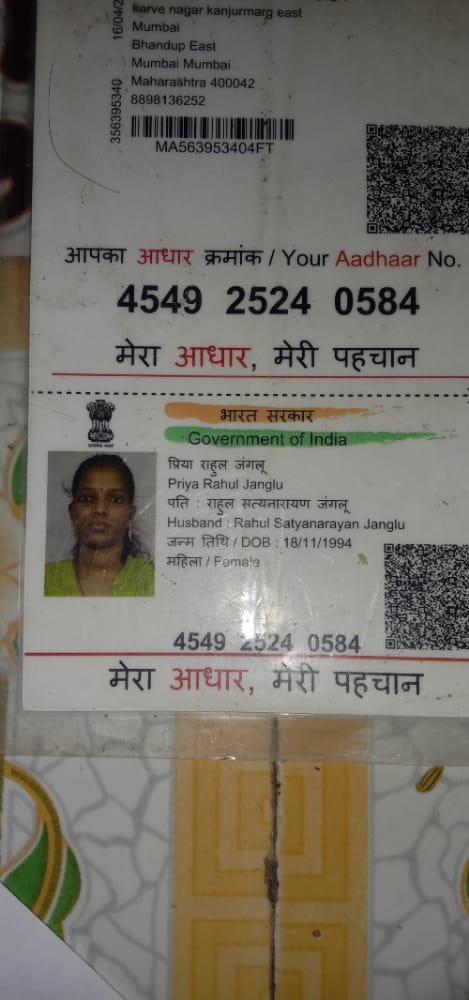 karve nagar kanjurmarg east
Mumbai
Bhandup East
Mumbai Mumbai
Maharashtra 400042
8898136252
356395340
16/04/2
MA563953404FT
आपका आधार क्रमांक / Your Aadhaar No.
4549 2524 0584
मेरा आधार, मेरी पहचान
भारत सरकार
Government of India
प्रिया राहुल जंगलू
Priya Rahul Janglu
पति : राहुल सत्यनारायण जंगलू
Husband : Rahul Satyanarayan Janglu
जन्म तिथि / DOB : 18/11/1994
महिला / Female
4549 2524 0584
मेरा आधार, मेरी पहचान